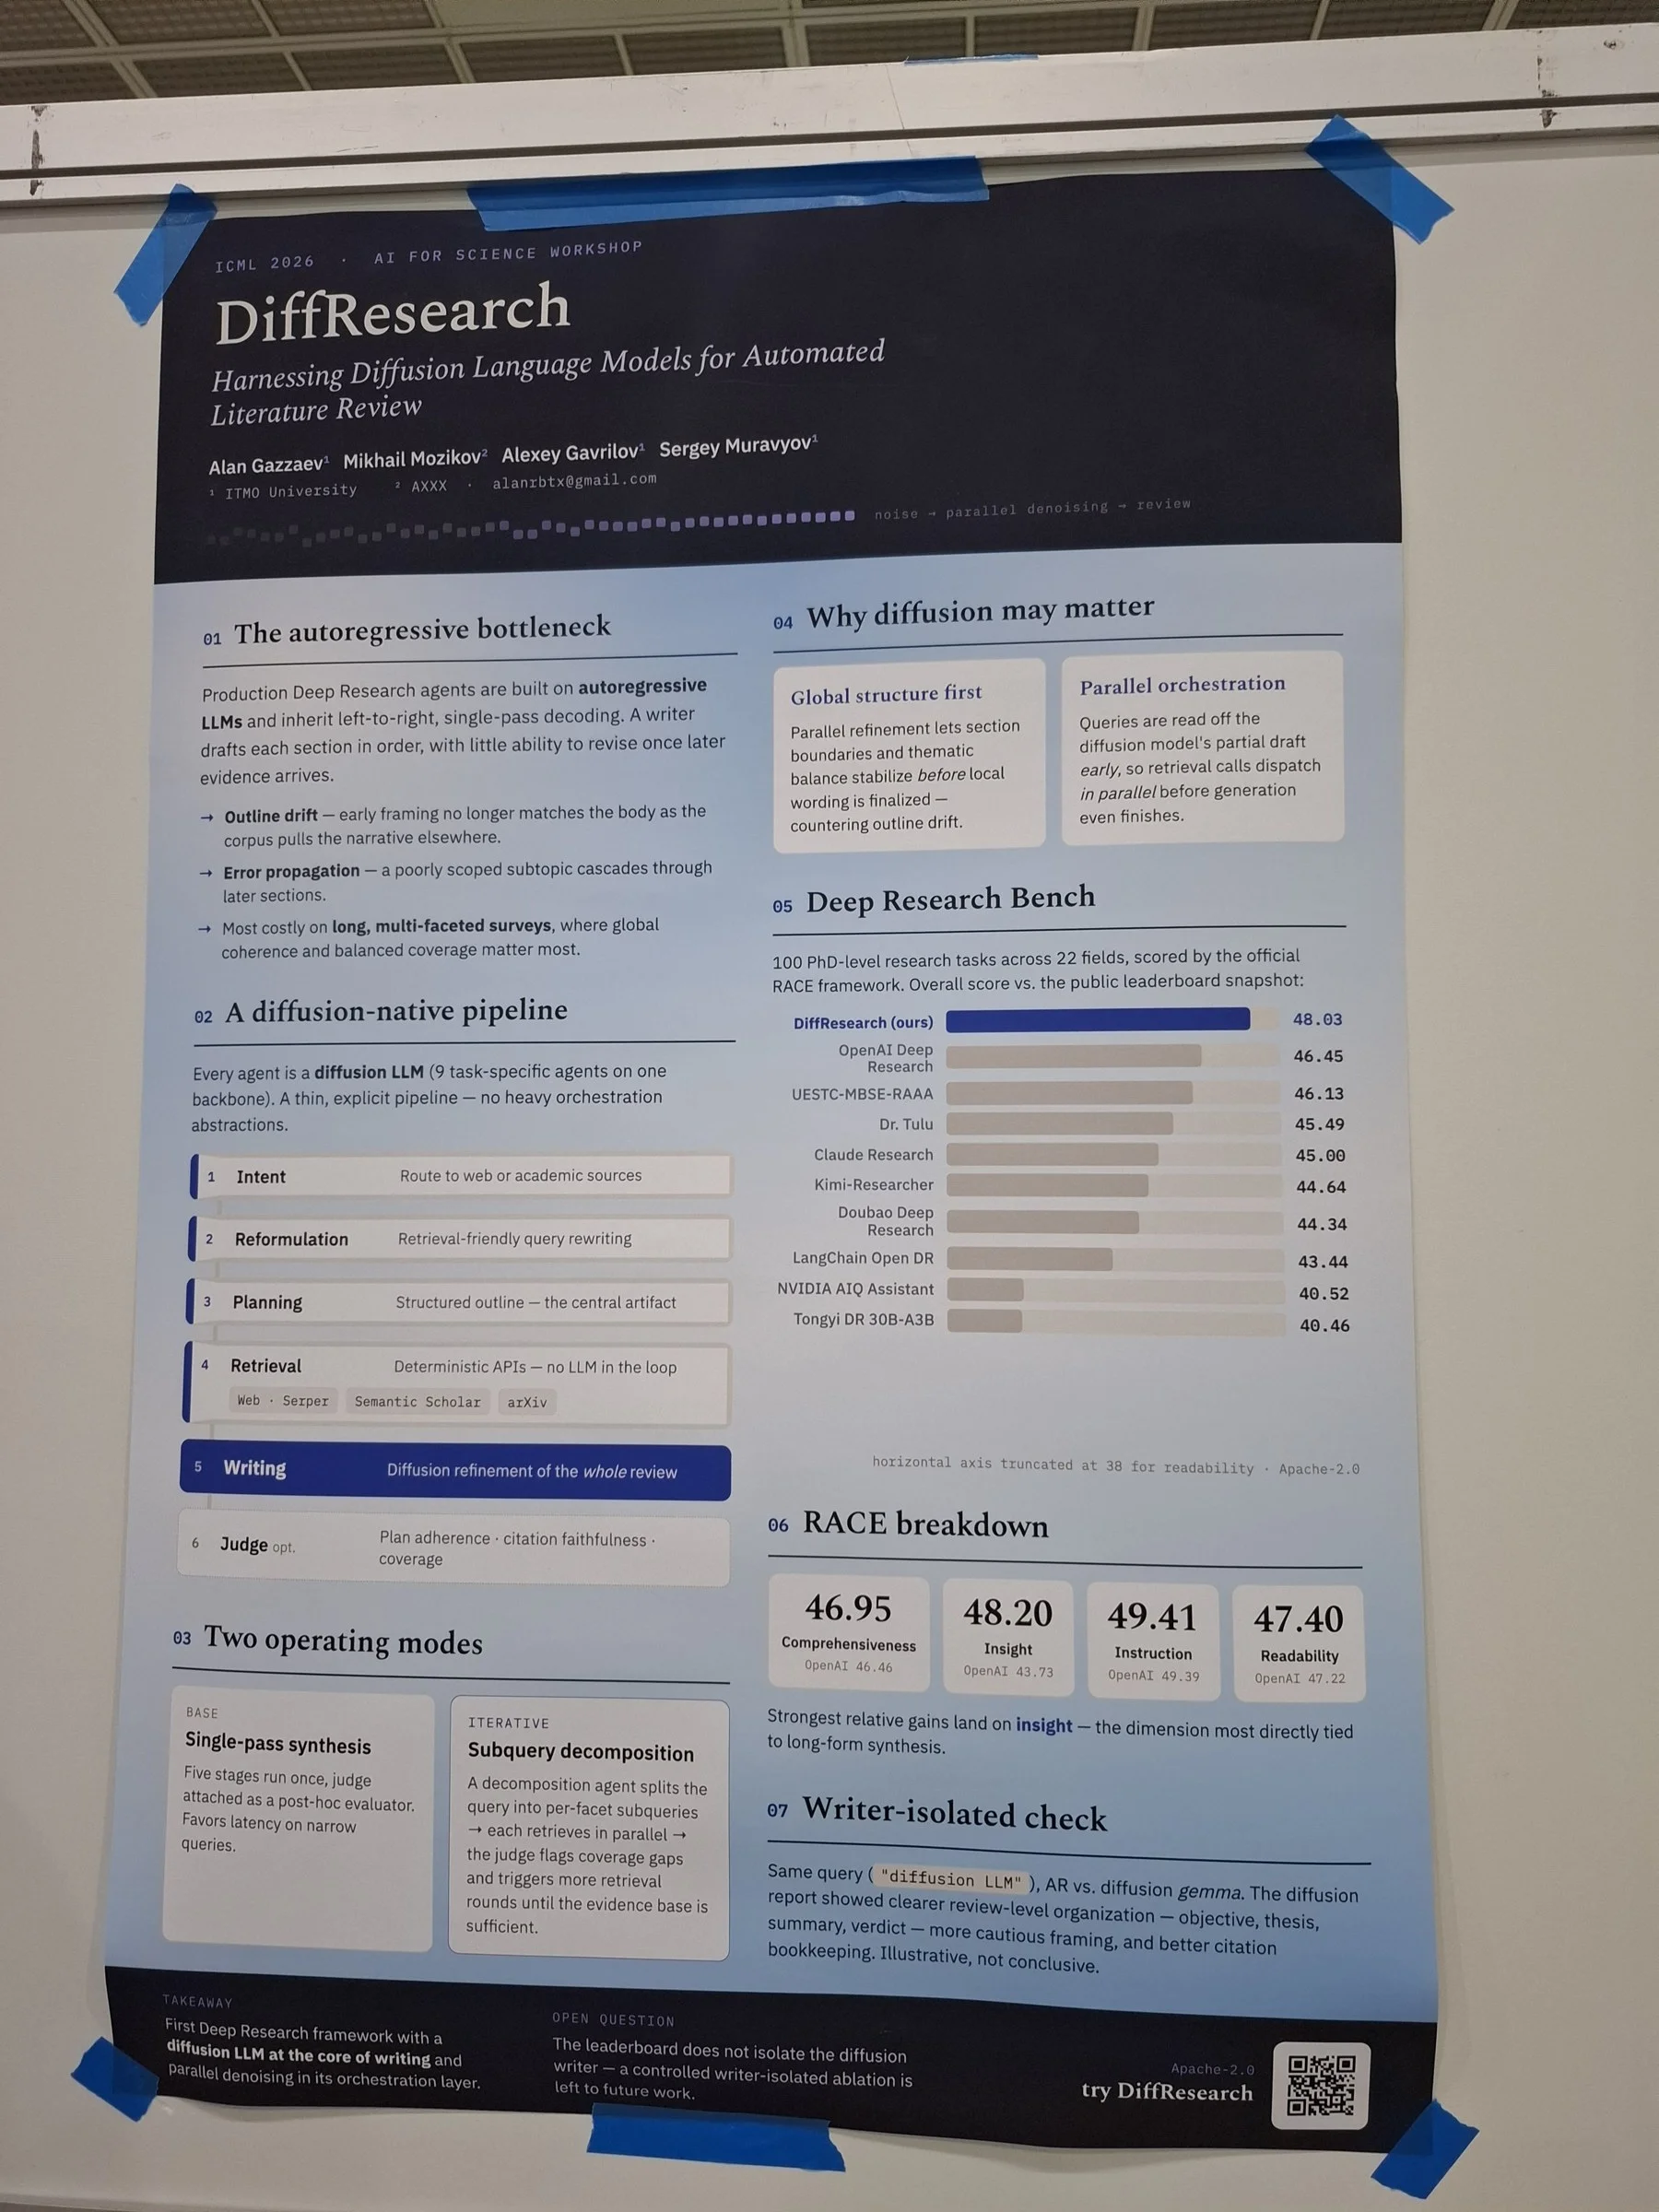 ICML 2026 · AI FOR SCIENCE WORKSHOP
DiffResearch
Harnessing Diffusion Language Models for Automated
Literature Review
Alan Gazzaev¹ Mikhail Mozikov² Alexey Gavrilov¹ Sergey Muravyov¹
¹ ITMO University ² AXXX · alanrbtx@gmail.com
noise → parallel denoising → review
01 The autoregressive bottleneck
Production Deep Research agents are built on autoregressive
LLMs and inherit left-to-right, single-pass decoding. A writer
drafts each section in order, with little ability to revise once later
evidence arrives.
→ Outline drift — early framing no longer matches the body as the
corpus pulls the narrative elsewhere.
→ Error propagation — a poorly scoped subtopic cascades through
later sections.
→ Most costly on long, multi-faceted surveys, where global
coherence and balanced coverage matter most.
02 A diffusion-native pipeline
Every agent is a diffusion LLM (9 task-specific agents on one
backbone). A thin, explicit pipeline — no heavy orchestration
abstractions.
1 Intent Route to web or academic sources
2 Reformulation Retrieval-friendly query rewriting
3 Planning Structured outline — the central artifact
4 Retrieval Deterministic APIs — no LLM in the loop
Web · Serper Semantic Scholar arXiv
5 Writing Diffusion refinement of the whole review
6 Judge opt. Plan adherence · citation faithfulness ·
coverage
03 Two operating modes
BASE
Single-pass synthesis
Five stages run once, judge
attached as a post-hoc evaluator.
Favors latency on narrow
queries.
ITERATIVE
Subquery decomposition
A decomposition agent splits the
query into per-facet subqueries
→ each retrieves in parallel →
the judge flags coverage gaps
and triggers more retrieval
rounds until the evidence base is
sufficient.
04 Why diffusion may matter
Global structure first
Parallel refinement lets section
boundaries and thematic
balance stabilize before local
wording is finalized —
countering outline drift.
Parallel orchestration
Queries are read off the
diffusion model's partial draft
early, so retrieval calls dispatch
in parallel before generation
even finishes.
05 Deep Research Bench
100 PhD-level research tasks across 22 fields, scored by the official
RACE framework. Overall score vs. the public leaderboard snapshot:
DiffResearch (ours) 48.03
OpenAI Deep
Research 46.45
UESTC-MBSE-RAAA 46.13
Dr. Tulu 45.49
Claude Research 45.00
Kimi-Researcher 44.64
Doubao Deep
Research 44.34
LangChain Open DR 43.44
NVIDIA AIQ Assistant 40.52
Tongyi DR 30B-A3B 40.46
horizontal axis truncated at 38 for readability · Apache-2.0
06 RACE breakdown
46.95 48.20 49.41 47.40
Comprehensiveness Insight Instruction Readability
OpenAI 46.46 OpenAI 43.73 OpenAI 49.39 OpenAI 47.22
Strongest relative gains land on insight — the dimension most directly tied
to long-form synthesis.
07 Writer-isolated check
Same query ( "diffusion LLM" ), AR vs. diffusion gemma. The diffusion
report showed clearer review-level organization — objective, thesis,
summary, verdict — more cautious framing, and better citation
bookkeeping. Illustrative, not conclusive.
TAKEAWAY
First Deep Research framework with a
diffusion LLM at the core of writing and
parallel denoising in its orchestration layer.
OPEN QUESTION
The leaderboard does not isolate the diffusion
writer — a controlled writer-isolated ablation is
left to future work.
Apache-2.0
try DiffResearch